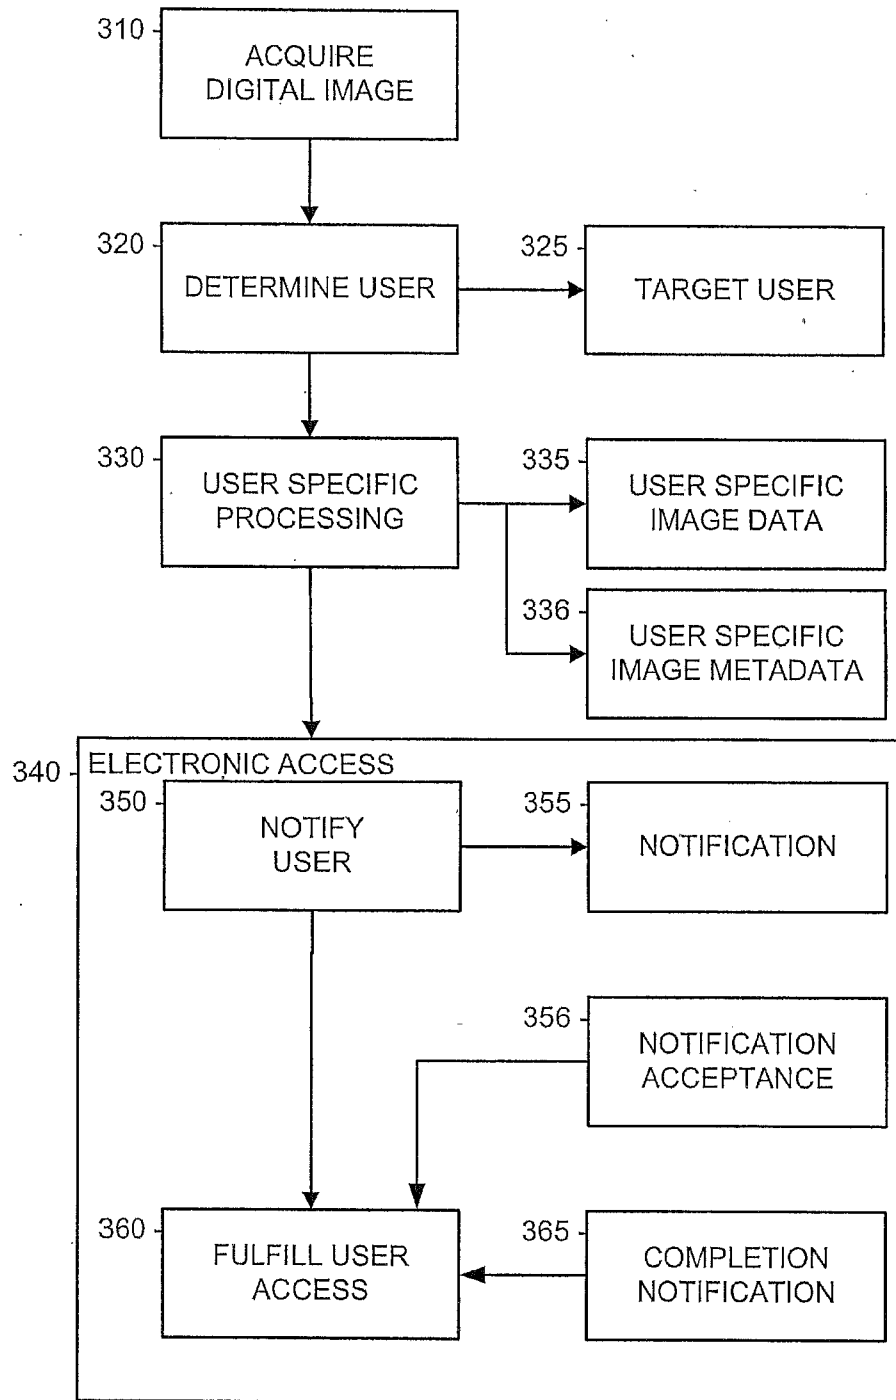 310
ACQUIRE
DIGITAL IMAGE
320
DETERMINE USER
325
TARGET USER
330
USER SPECIFIC
PROCESSING
335
USER SPECIFIC
IMAGE DATA
336
USER SPECIFIC
IMAGE METADATA
340
ELECTRONIC ACCESS
350
NOTIFY
USER
355
NOTIFICATION
356
NOTIFICATION
ACCEPTANCE
360
FULFILL USER
ACCESS
365
COMPLETION
NOTIFICATION